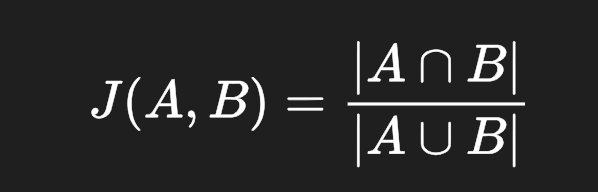 J(A, B) = |A ∩ B| / |A ∪ B|